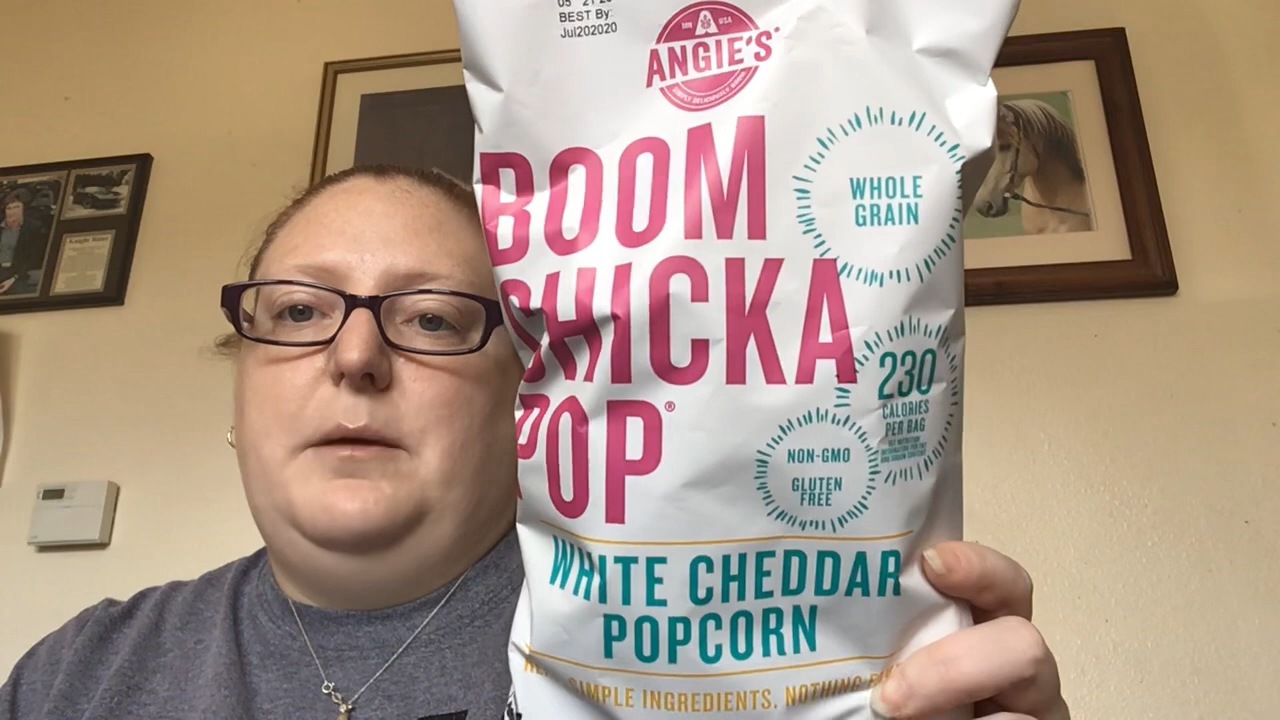 BEST By:
Jul202020
ANGIE'S
BOOM
CHICKA
POP®
WHOLE
GRAIN
230
CALORIES
PER BAG
NON-GMO
GLUTEN
FREE
WHITE CHEDDAR
POPCORN
SIMPLE INGREDIENTS. NOTHING